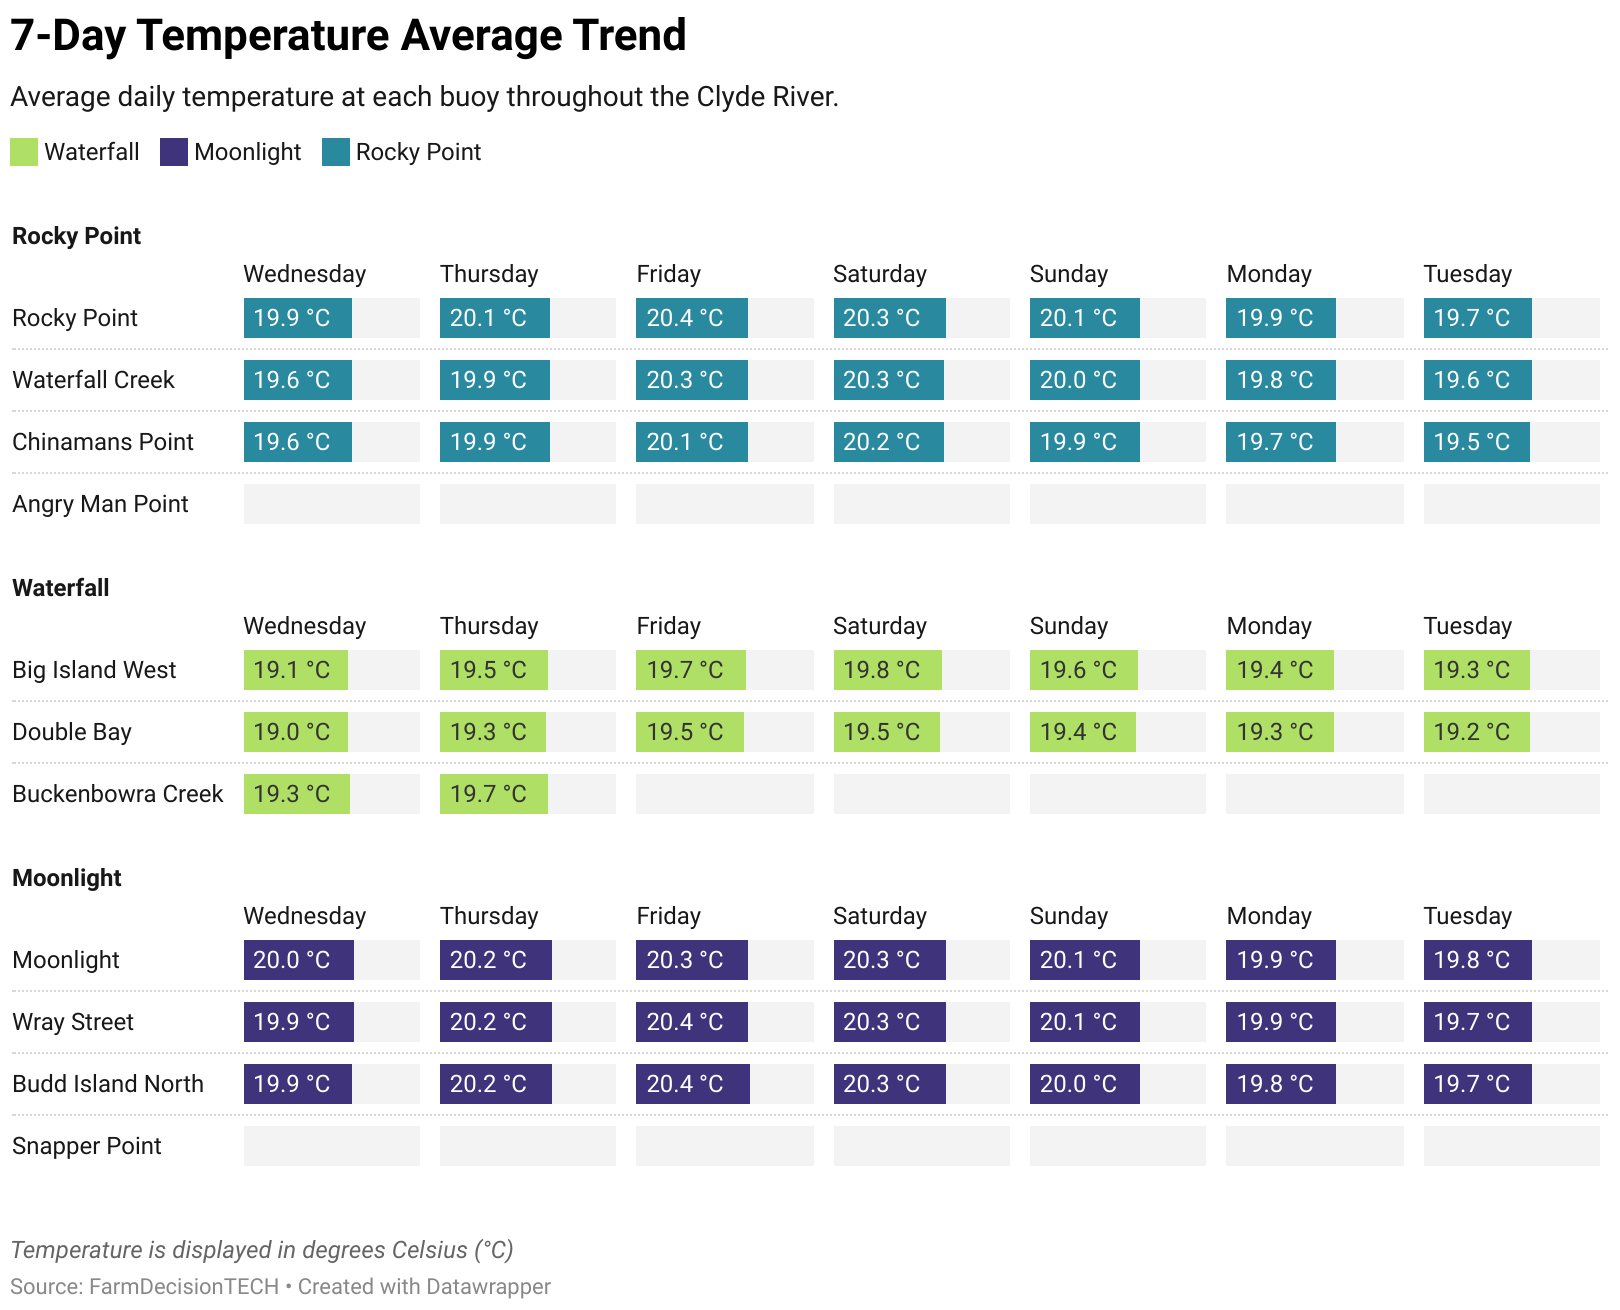 7-Day Temperature Average Trend
Average daily temperature at each buoy throughout the Clyde River.
Waterfall Moonlight Rocky Point
Rocky Point
Wednesday Thursday Friday Saturday Sunday Monday Tuesday
Rocky Point 19.9 °C 20.1 °C 20.4 °C 20.3 °C 20.1 °C 19.9 °C 19.7 °C
Waterfall Creek 19.6 °C 19.9 °C 20.3 °C 20.3 °C 20.0 °C 19.8 °C 19.6 °C
Chinamans Point 19.6 °C 19.9 °C 20.1 °C 20.2 °C 19.9 °C 19.7 °C 19.5 °C
Angry Man Point
Waterfall
Wednesday Thursday Friday Saturday Sunday Monday Tuesday
Big Island West 19.1 °C 19.5 °C 19.7 °C 19.8 °C 19.6 °C 19.4 °C 19.3 °C
Double Bay 19.0 °C 19.3 °C 19.5 °C 19.5 °C 19.4 °C 19.3 °C 19.2 °C
Buckenbowra Creek 19.3 °C 19.7 °C
Moonlight
Wednesday Thursday Friday Saturday Sunday Monday Tuesday
Moonlight 20.0 °C 20.2 °C 20.3 °C 20.3 °C 20.1 °C 19.9 °C 19.8 °C
Wray Street 19.9 °C 20.2 °C 20.4 °C 20.3 °C 20.1 °C 19.9 °C 19.7 °C
Budd Island North 19.9 °C 20.2 °C 20.4 °C 20.3 °C 20.0 °C 19.8 °C 19.7 °C
Snapper Point
Temperature is displayed in degrees Celsius (°C)
Source: FarmDecisionTECH • Created with Datawrapper